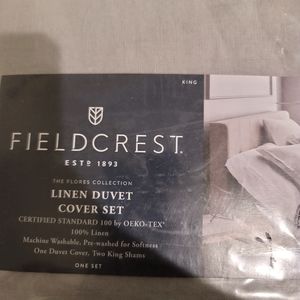 KING
FIELDCREST.
ESTD 1893
THE FLORES COLLECTION
LINEN DUVET
COVER SET
CERTIFIED STANDARD 100 by OEKO-TEX®
100% Linen
Machine Washable, Pre-washed for Softness
One Duvet Cover, Two King Shams
ONE SET